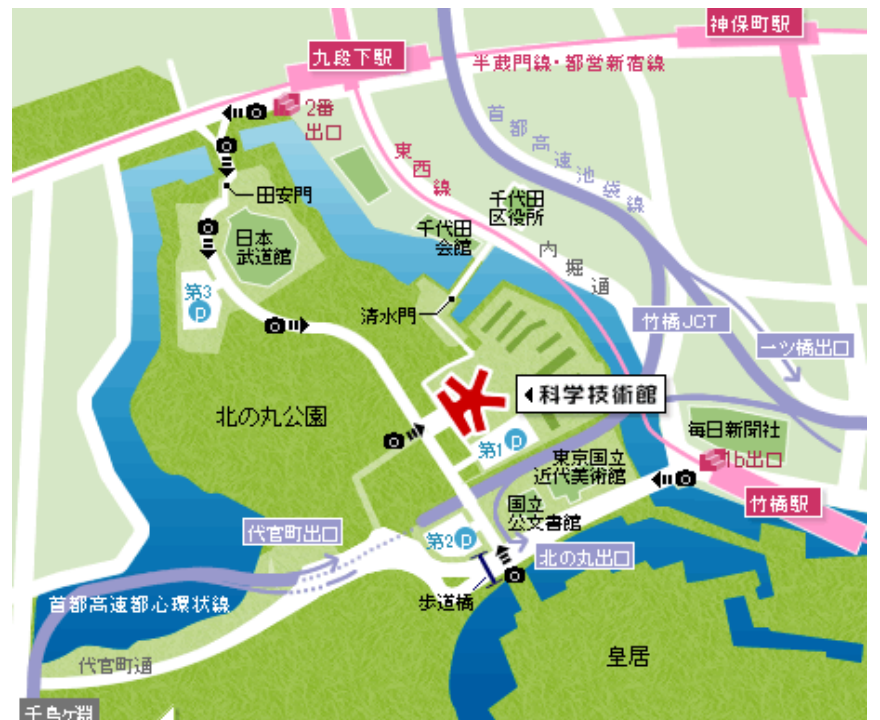 神保町駅
九段下駅
半蔵門線・都営新宿線
2番
出口
首都高速池袋線
東西線
田安門
千代田
区役所
千代田
会館
日本
武道館
内堀通
第3 P
清水門
竹橋JCT
一ツ橋出口
科学技術館
北の丸公園
毎日新聞社
第1 P
東京国立
近代美術館
1b出口
国立
公文書館
竹橋駅
代官町出口
第2 P
北の丸出口
首都高速都心環状線
歩道橋
代官町通
皇居
千鳥ヶ淵